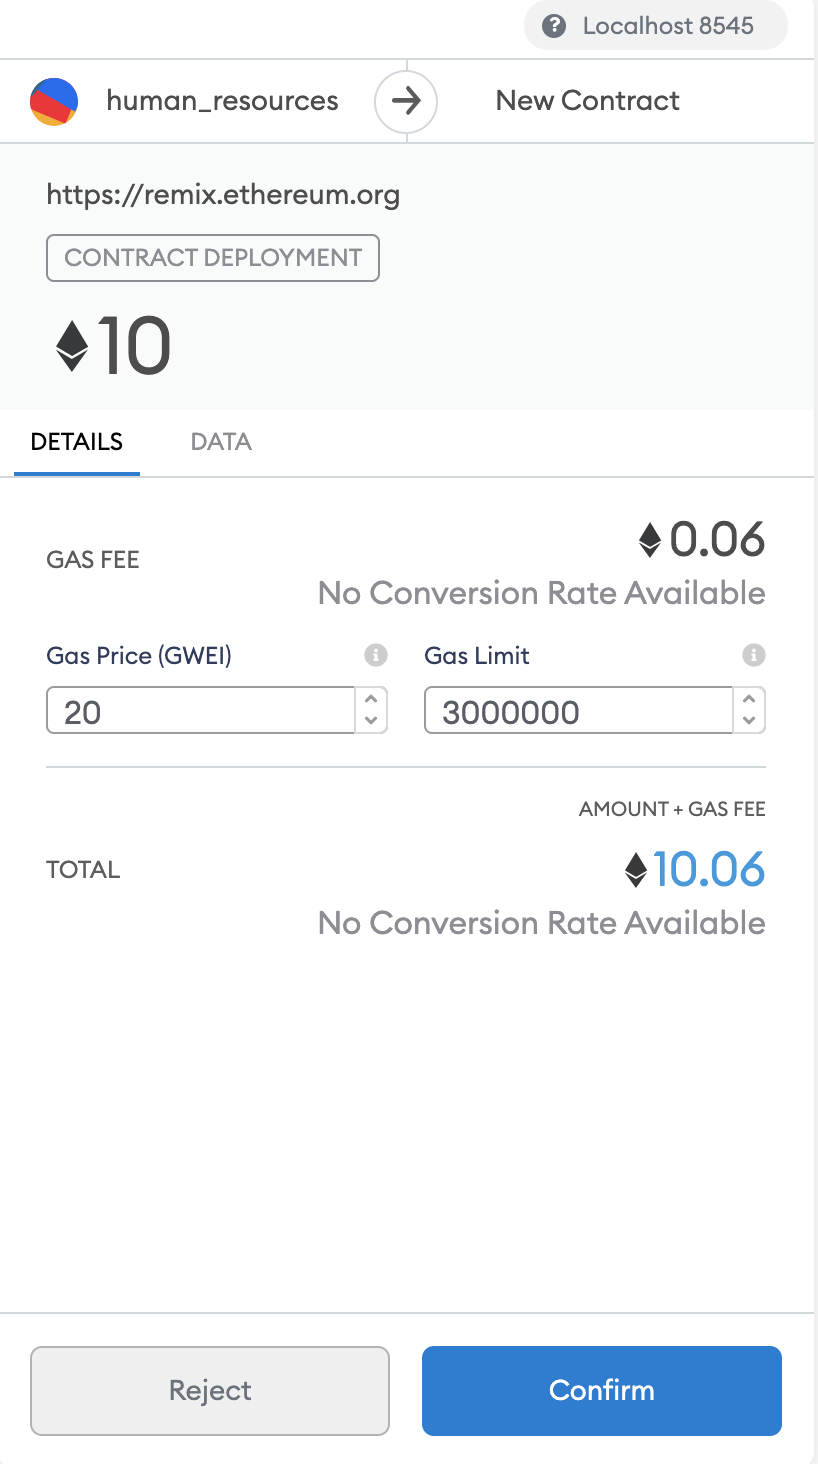 Localhost 8545
human_resources
New Contract
https://remix.ethereum.org
CONTRACT DEPLOYMENT
10
DETAILS
DATA
GAS FEE
0.06
No Conversion Rate Available
Gas Price (GWEI)
Gas Limit
20
3000000
AMOUNT + GAS FEE
TOTAL
10.06
No Conversion Rate Available
Reject
Confirm